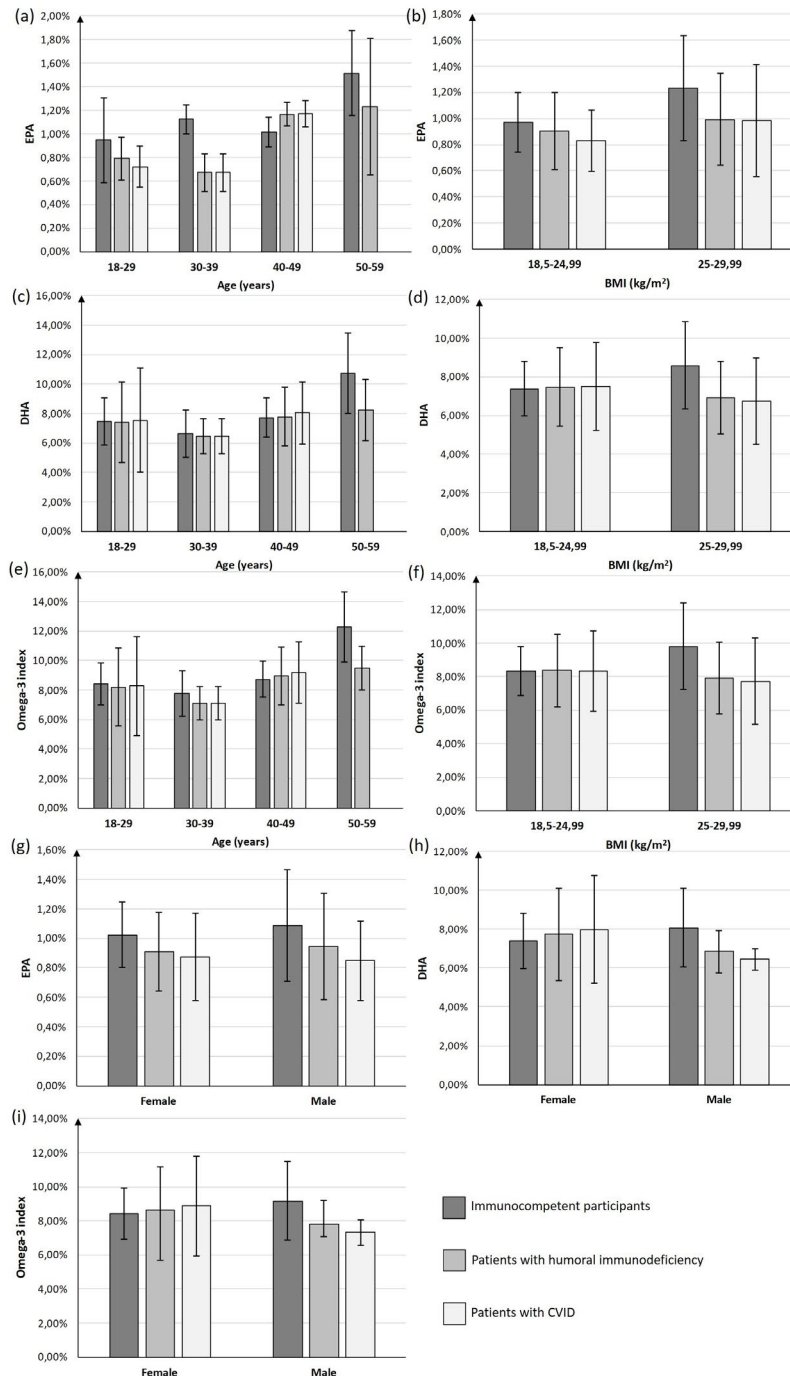 (a)
2,00%
1,80%
1,60%
1,40%
1,20%
1,00%
0,80%
0,60%
0,40%
0,20%
0,00%
EPA
18-29
30-39
40-49
50-59
Age (years)
(b)
1,80%
1,60%
1,40%
1,20%
1,00%
0,80%
0,60%
0,40%
0,20%
0,00%
EPA
18,5-24,99
25-29,99
BMI (kg/m²)
(c)
16,00%
14,00%
12,00%
10,00%
8,00%
6,00%
4,00%
2,00%
0,00%
DHA
18-29
30-39
40-49
50-59
Age (years)
(d)
12,00%
10,00%
8,00%
6,00%
4,00%
2,00%
0,00%
DHA
18,5-24,99
25-29,99
BMI (kg/m²)
(e)
16,00%
14,00%
12,00%
10,00%
8,00%
6,00%
4,00%
2,00%
0,00%
Omega-3 index
18-29
30-39
40-49
50-59
Age (years)
(f)
14,00%
12,00%
10,00%
8,00%
6,00%
4,00%
2,00%
0,00%
Omega-3 index
18,5-24,99
25-29,99
BMI (kg/m²)
(g)
1,60%
1,40%
1,20%
1,00%
0,80%
0,60%
0,40%
0,20%
0,00%
EPA
Female
Male
(h)
12,00%
10,00%
8,00%
6,00%
4,00%
2,00%
0,00%
DHA
Female
Male
(i)
14,00%
12,00%
10,00%
8,00%
6,00%
4,00%
2,00%
0,00%
Omega-3 index
Female
Male
Immunocompetent participants
Patients with humoral immunodeficiency
Patients with CVID